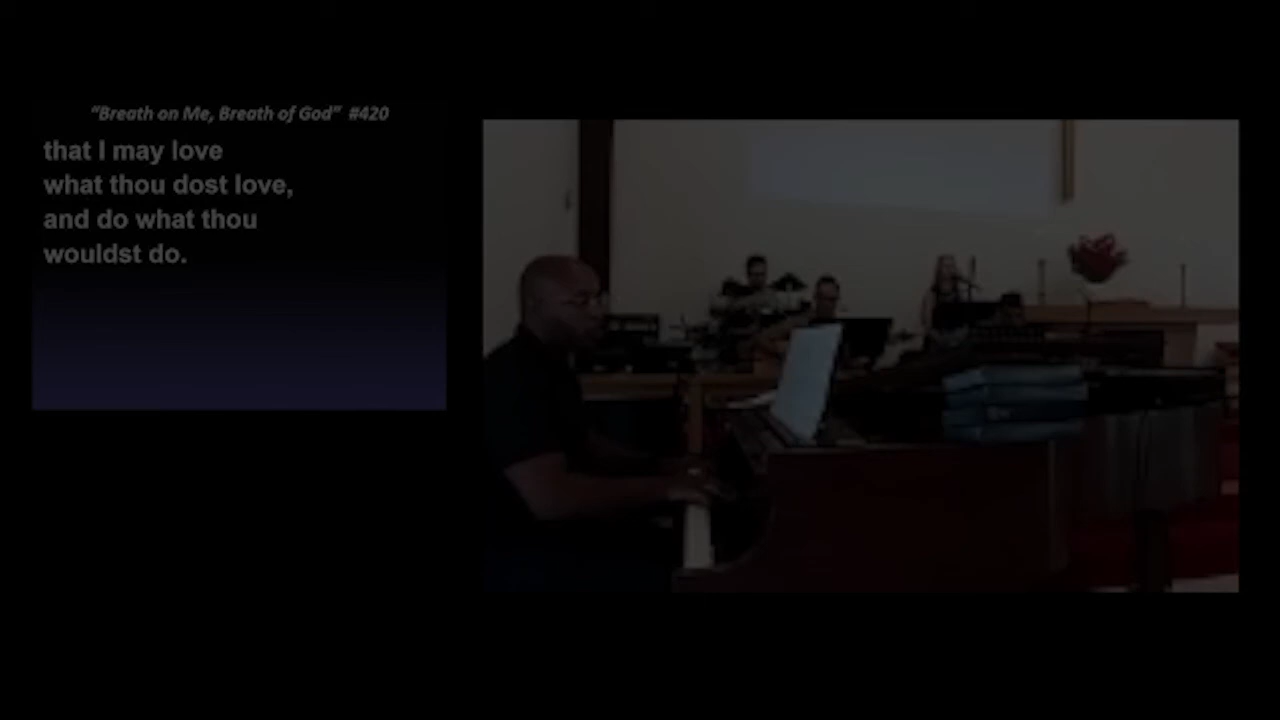 “Breath on Me, Breath of God” #420
that I may love
what thou dost love,
and do what thou
wouldst do.